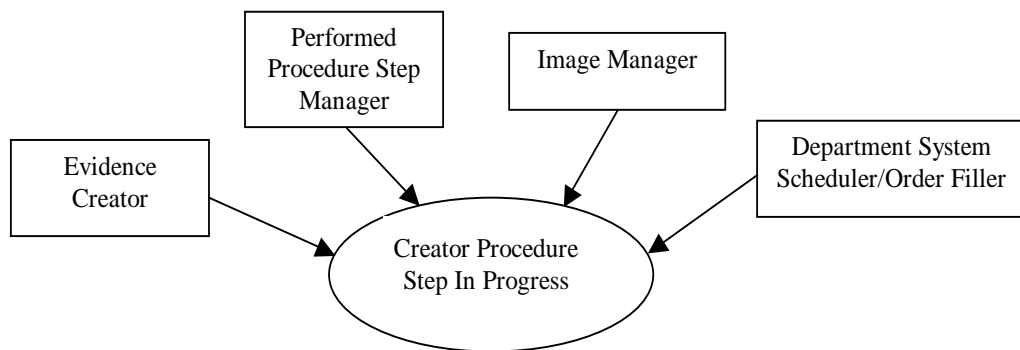 Performed
Procedure Step
Manager
Image Manager
Evidence
Creator
Department System
Scheduler/Order Filler
Creator Procedure
Step In Progress